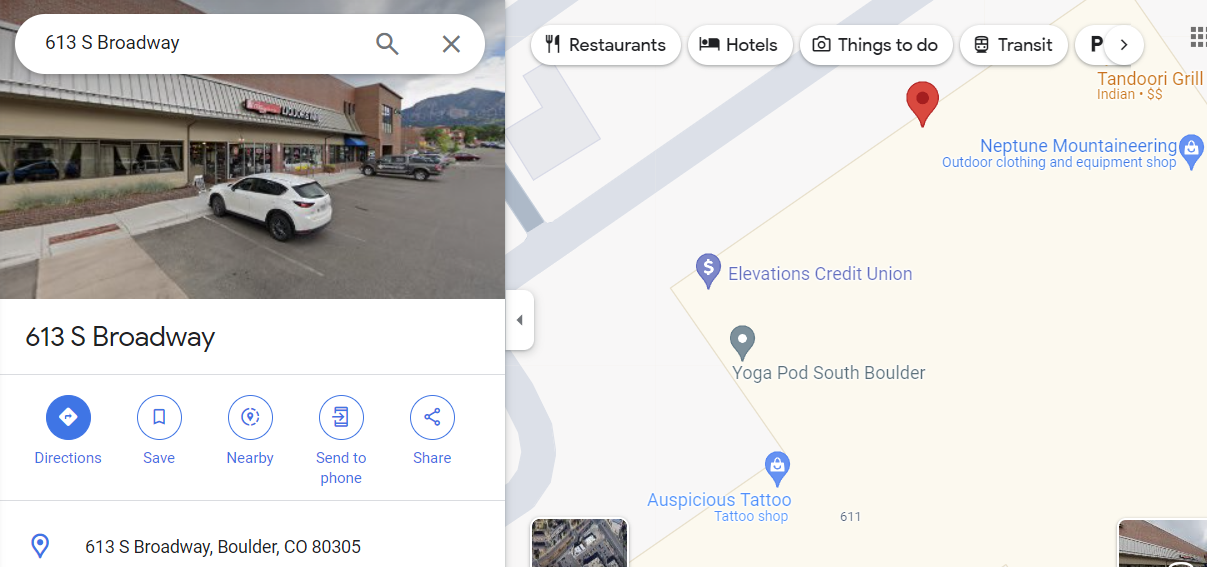 613 S Broadway
Restaurants
Hotels
Things to do
Transit
P
LIQUOR
Tandoori Grill
Indian • $$
Neptune Mountaineering
Outdoor clothing and equipment shop
Elevations Credit Union
Yoga Pod South Boulder
Auspicious Tattoo
Tattoo shop
611
613 S Broadway
Directions
Save
Nearby
Send to
phone
Share
613 S Broadway, Boulder, CO 80305